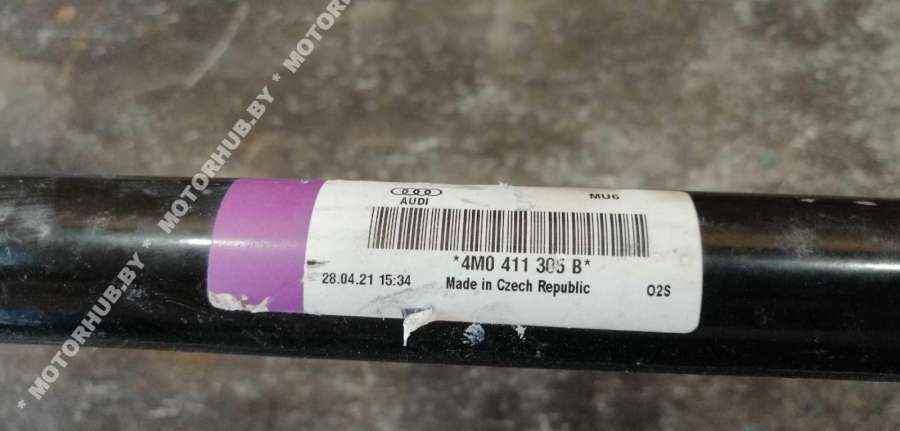 * MOTORHUB.BY * MOTORHUB.BY * MOTORHUB
AUDI
MU6
*4M0 411 305 B*
28.04.21 15:34
Made in Czech Republic
O2S